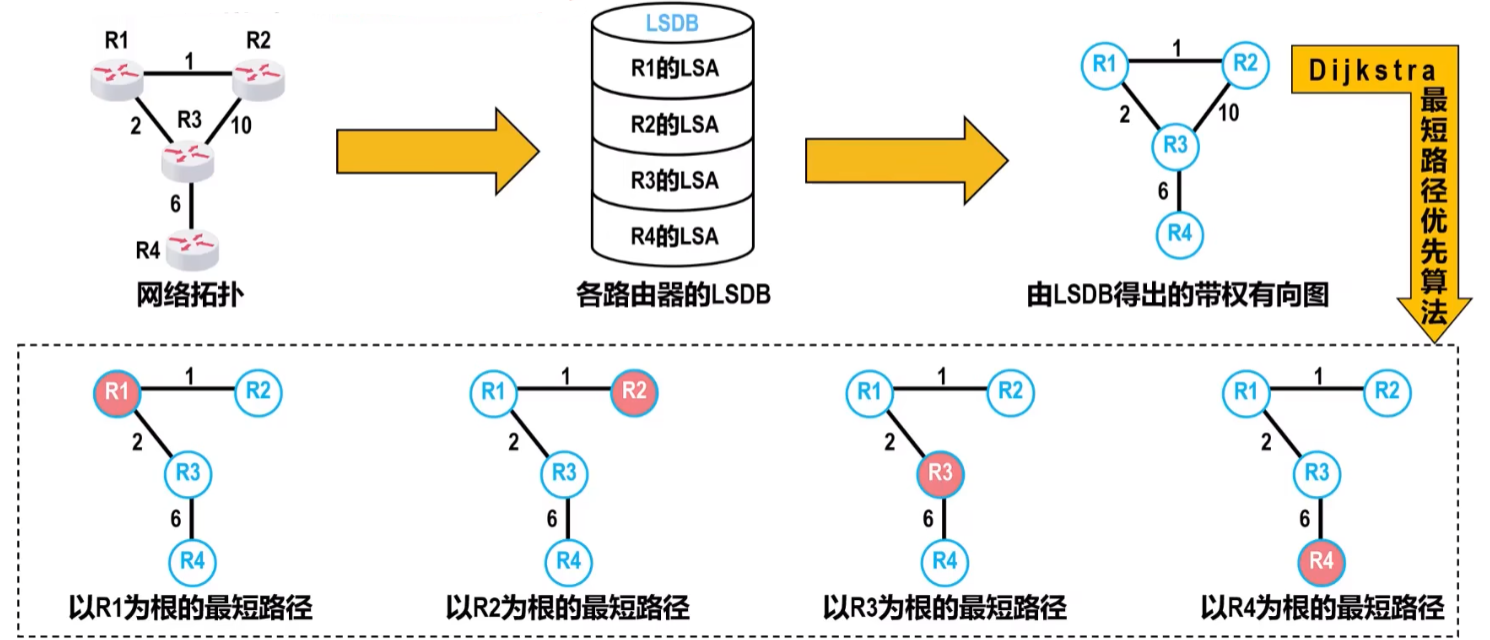 R1
R2
1
2
R3
10
6
R4
网络拓扑
LSDB
R1的LSA
R2的LSA
R3的LSA
R4的LSA
各路由器的LSDB
R1
1
R2
2
10
R3
6
R4
由LSDB得出的带权有向图
Dijkstra
最短路径优先算法
R1
1
R2
2
R3
6
R4
以R1为根的最短路径
R1
1
R2
2
R3
6
R4
以R2为根的最短路径
R1
1
R2
2
R3
6
R4
以R3为根的最短路径
R1
1
R2
2
R3
6
R4
以R4为根的最短路径